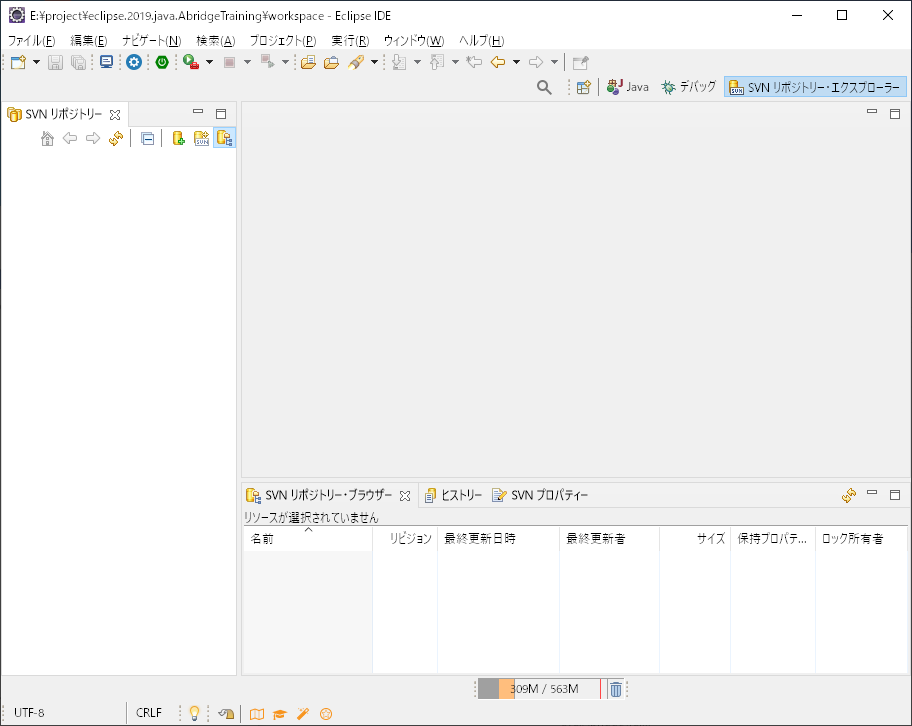 E:¥project¥eclipse.2019.java.AbridgeTraining¥workspace - Eclipse IDE
ファイル(F) 編集(E) ナビゲート(N) 検索(A) プロジェクト(P) 実行(R) ウィンドウ(W) ヘルプ(H)
Java デバッグ SVN リポジトリー・エクスプローラー
SVN リポジトリー
SVN リポジトリー・ブラウザー ヒストリー SVN プロパティー
リソースが選択されていません
名前 リビジョン 最終更新日時 最終更新者 サイズ 保持プロパテ... ロック所有者
309M / 563M
UTF-8 CRLF